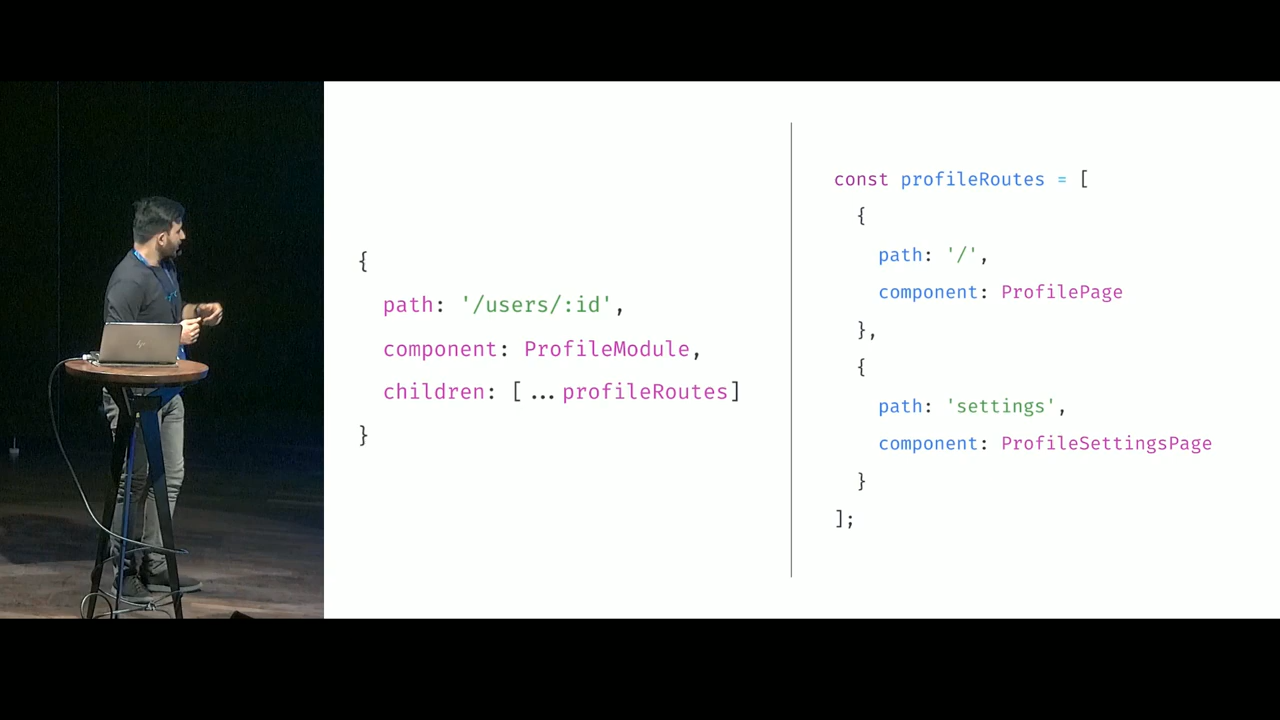 {
path: '/users/:id',
component: ProfileModule,
children: [...profileRoutes]
}
const profileRoutes = [
{
path: '/',
component: ProfilePage
},
{
path: 'settings',
component: ProfileSettingsPage
}
];